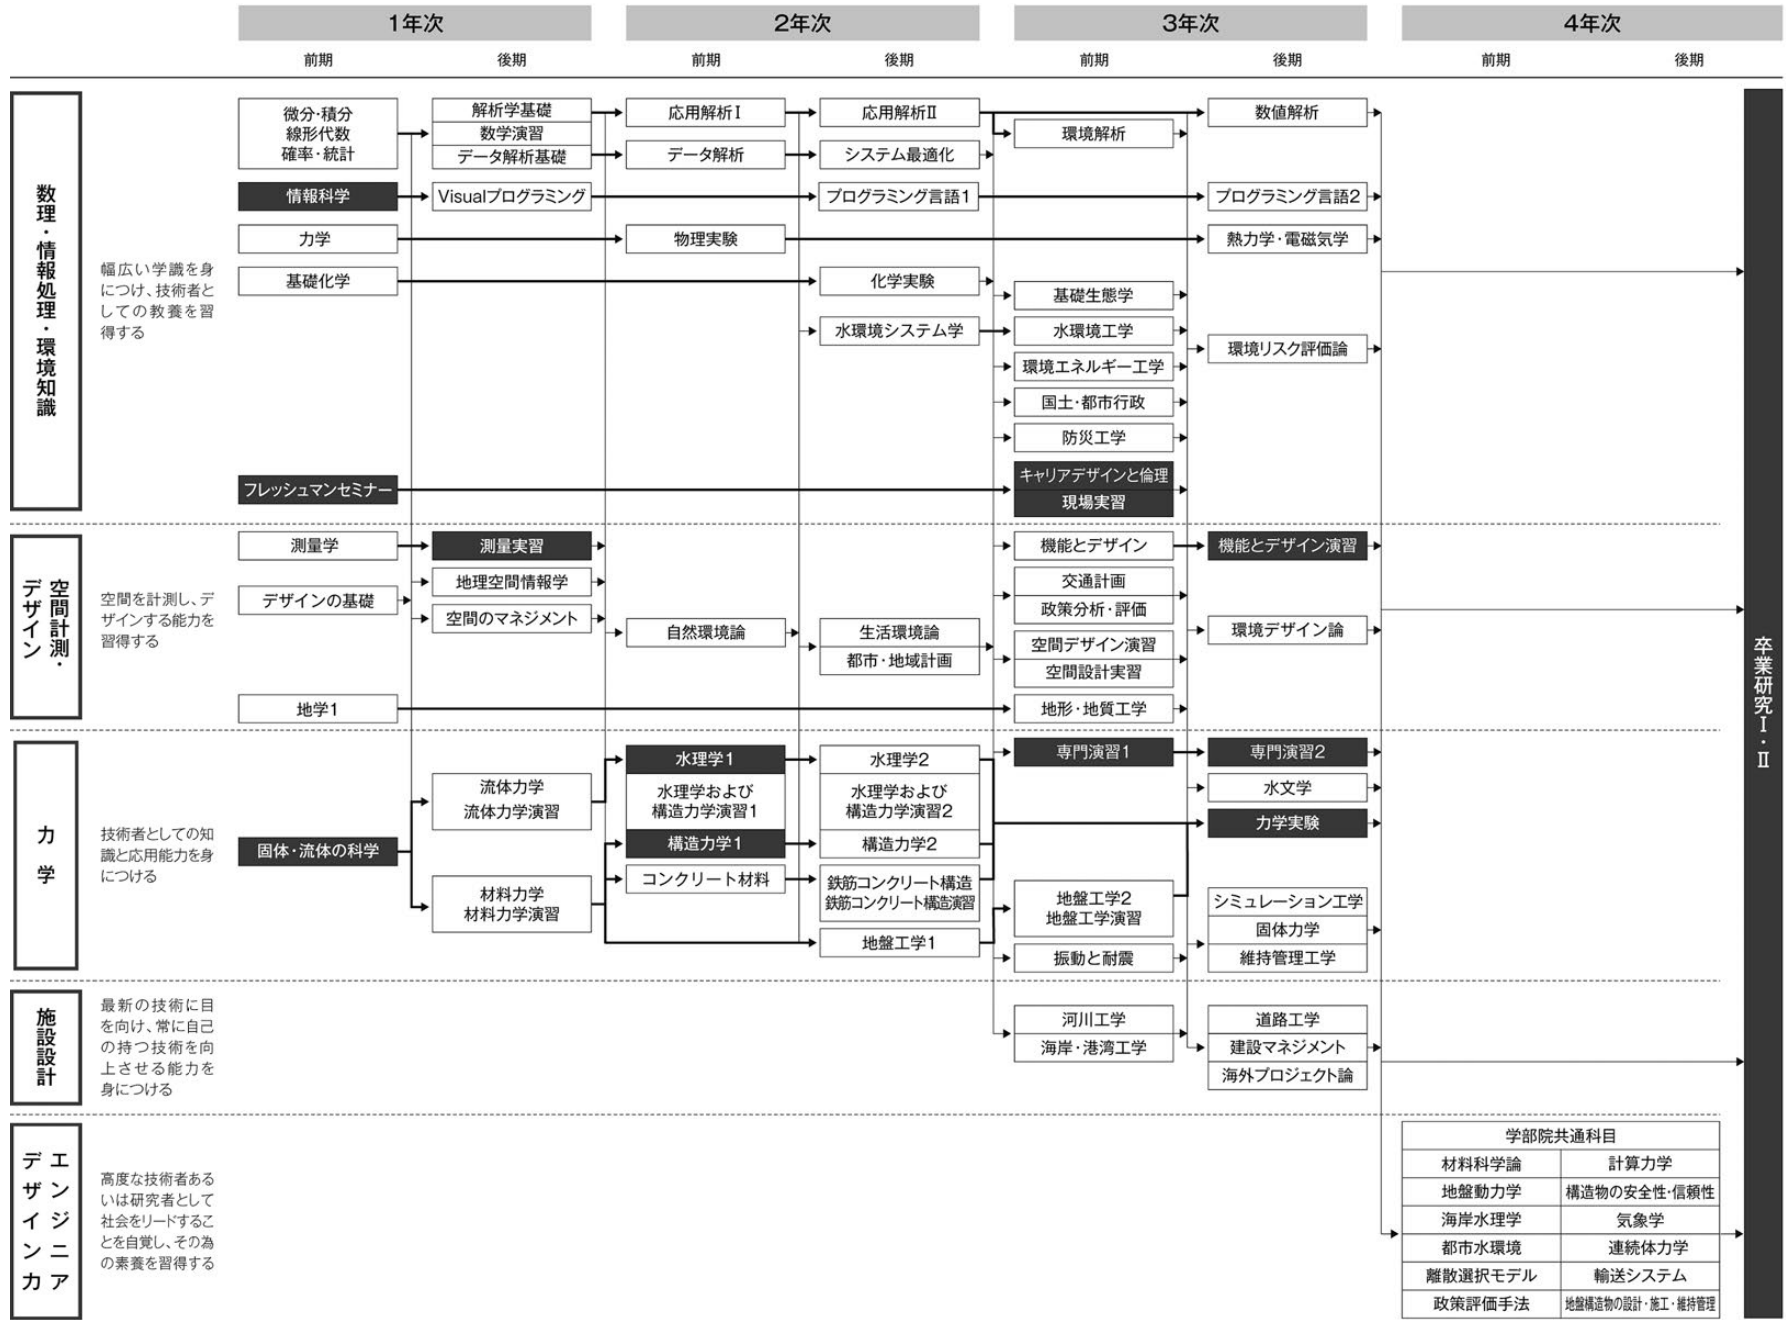 1年次
2年次
3年次
4年次
前期
後期
前期
後期
前期
後期
前期
後期
数理・情報処理・環境知識
幅広い学識を身
につけ、技術者と
しての教養を習
得する
微分・積分
線形代数
確率・統計
解析学基礎
数学演習
データ解析基礎
応用解析Ⅰ
データ解析
応用解析Ⅱ
システム最適化
環境解析
数値解析
情報科学
Visualプログラミング
プログラミング言語1
プログラミング言語2
力学
物理実験
熱力学・電磁気学
基礎化学
化学実験
水環境システム学
基礎生態学
水環境工学
環境エネルギー工学
国土・都市行政
防災工学
環境リスク評価論
フレッシュマンセミナー
キャリアデザインと倫理
現場実習
空間計測・
デザイン
空間を計測し、デ
ザインする能力を
習得する
測量学
デザインの基礎
地学1
測量実習
地理空間情報学
空間のマネジメント
自然環境論
生活環境論
都市・地域計画
機能とデザイン
交通計画
政策分析・評価
空間デザイン演習
空間設計実習
地形・地質工学
機能とデザイン演習
環境デザイン論
力学
技術者としての知
識と応用能力を身
につける
固体・流体の科学
流体力学
流体力学演習
材料力学
材料力学演習
水理学1
水理学および
構造力学演習1
構造力学1
コンクリート材料
水理学2
水理学および
構造力学演習2
構造力学2
鉄筋コンクリート構造
鉄筋コンクリート構造演習
地盤工学1
専門演習1
地盤工学2
地盤工学演習
振動と耐震
専門演習2
水文学
力学実験
シミュレーション工学
固体力学
維持管理工学
施設設計
最新の技術に目
を向け、常に自己
の持つ技術を向
上させる能力を
身につける
河川工学
海岸・港湾工学
道路工学
建設マネジメント
海外プロジェクト論
エンジニア
デザイン力
高度な技術者ある
いは研究者として
社会をリードするこ
とを自覚し、その為
の素養を習得する
学部院共通科目
材料科学論
計算力学
地盤動力学
構造物の安全性・信頼性
海岸水理学
気象学
都市水環境
連続体力学
離散選択モデル
輸送システム
政策評価手法
地盤構造物の設計・施工・維持管理
卒業研究Ⅰ・Ⅱ